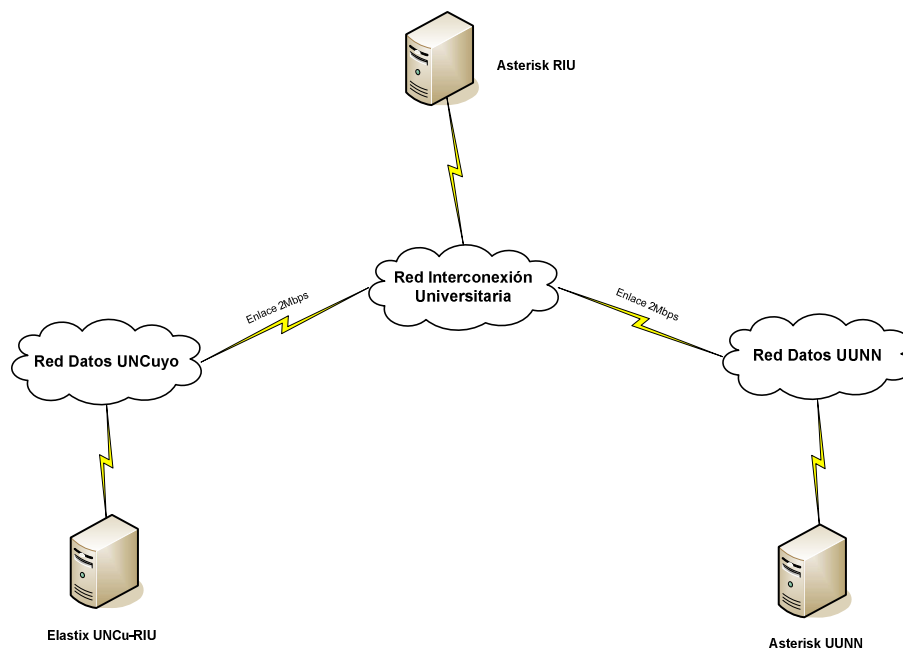 Asterisk RIU
Red Interconexión
Universitaria
Enlace 2Mbps
Enlace 2Mbps
Red Datos UNCuyo
Red Datos UUNN
Elastix UNCu-RIU
Asterisk UUNN